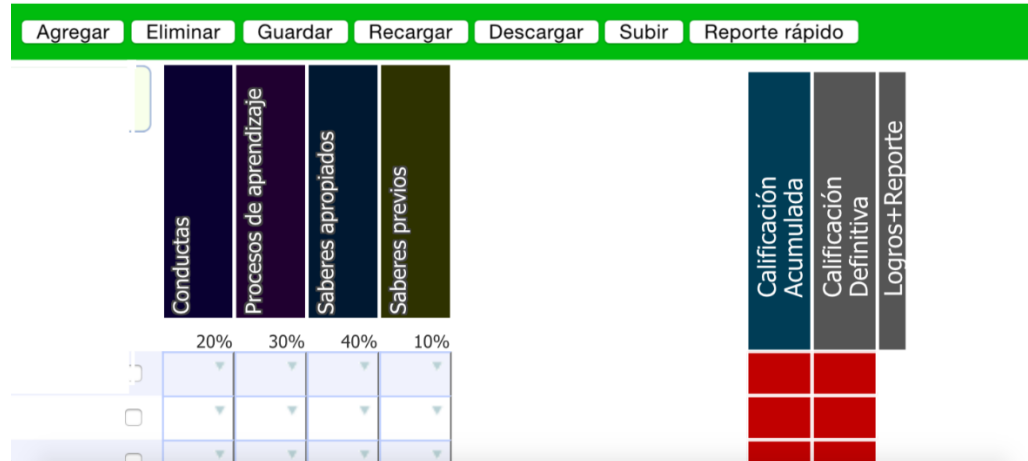 Agregar Eliminar Guardar Recargar Descargar Subir Reporte rápido
Conductas
Procesos de aprendizaje
Saberes apropiados
Saberes previos
Calificación
Acumulada
Calificación
Definitiva
Logros+Reporte
20% 30% 40% 10%